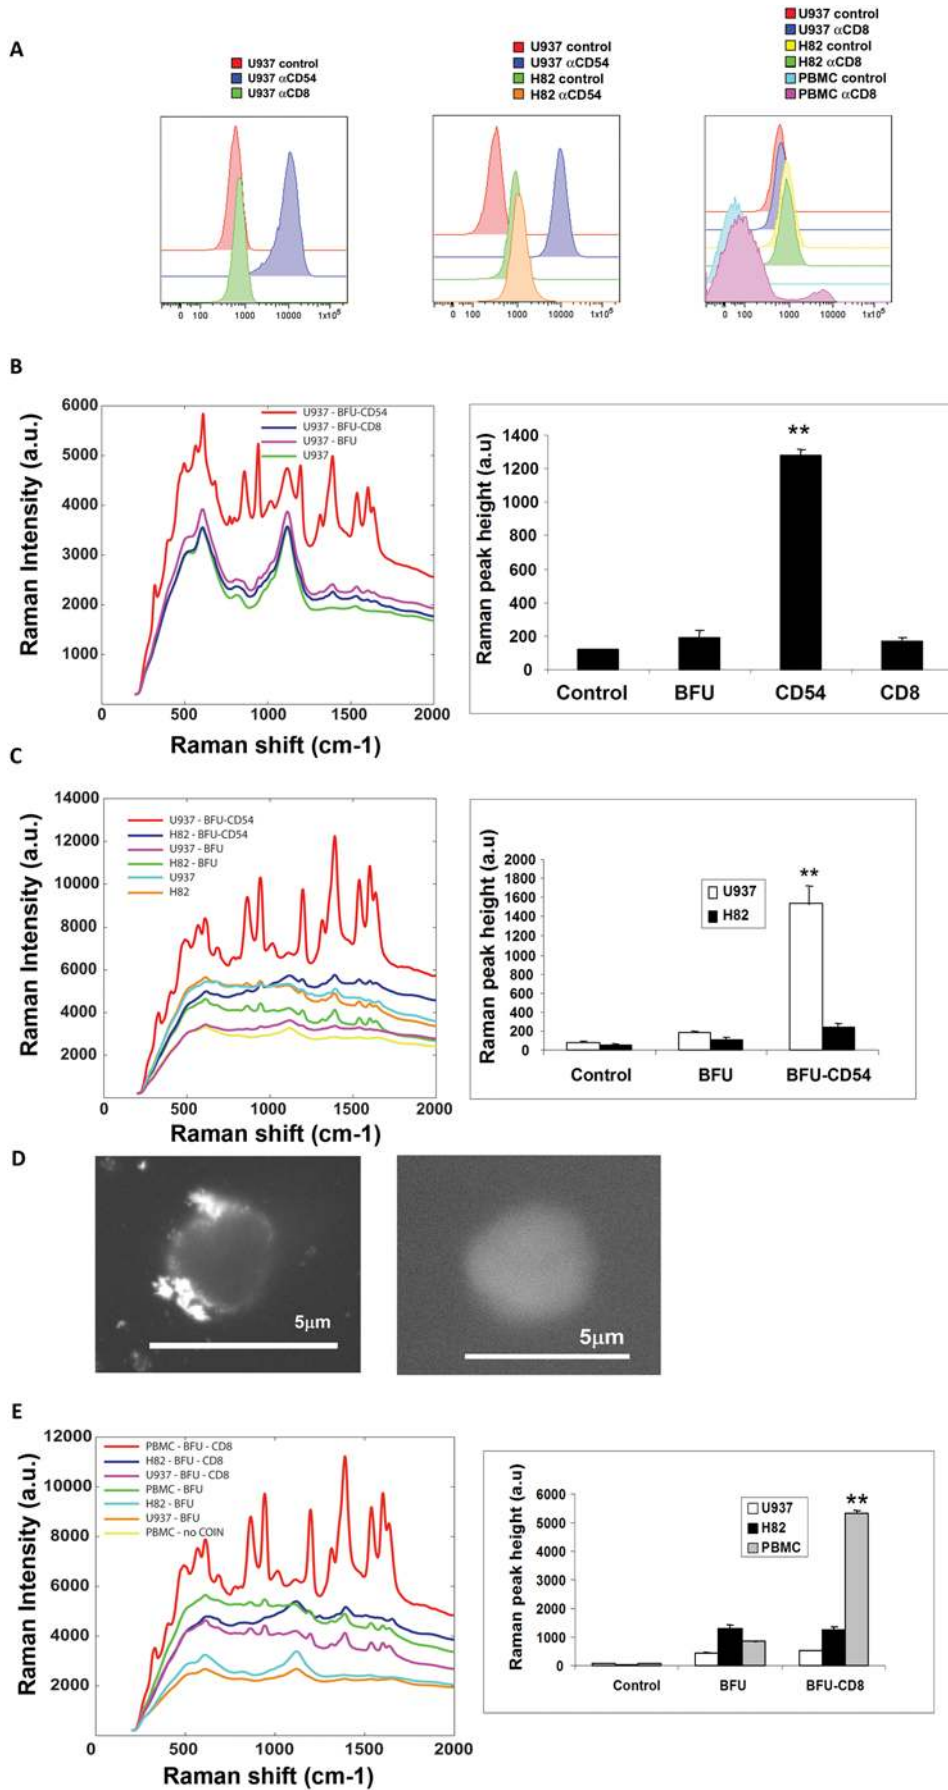 A
U937 control
U937 αCD54
U937 αCD8
U937 control
U937 αCD54
H82 control
H82 αCD54
U937 control
U937 αCD8
H82 control
H82 αCD8
PBMC control
PBMC αCD8
0 100 1000 10000 1x10⁵
0 100 1000 10000 1x10⁵
0 100 1000 10000 1x10⁵
B
Raman Intensity (a.u.)
6000
5000
4000
3000
2000
1000
0 500 1000 1500 2000
Raman shift (cm-1)
U937 - BFU-CD54
U937 - BFU-CD8
U937 - BFU
U937
Raman peak height (a.u)
1400
1200
1000
800
600
400
200
0
**
Control BFU CD54 CD8
C
Raman Intensity (a.u.)
14000
12000
10000
8000
6000
4000
2000
0 500 1000 1500 2000
Raman shift (cm-1)
U937 - BFU-CD54
H82 - BFU-CD54
U937 - BFU
H82 - BFU
U937
H82
Raman peak height (a.u)
2000
1800
1600
1400
1200
1000
800
600
400
200
0
U937
H82
**
Control BFU BFU-CD54
D
5μm
5μm
E
Raman Intensity (a.u.)
12000
10000
8000
6000
4000
2000
0 500 1000 1500 2000
Raman shift (cm-1)
PBMC - BFU - CD8
H82 - BFU - CD8
U937 - BFU - CD8
PBMC - BFU
H82 - BFU
U937 - BFU
PBMC - no COIN
Raman peak height (a.u)
6000
5000
4000
3000
2000
1000
0
U937
H82
PBMC
**
Control BFU BFU-CD8